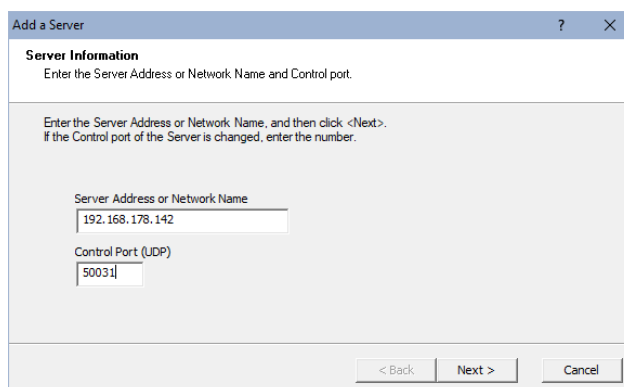 Add a Server ? ×
Server Information
Enter the Server Address or Network Name and Control port.
Enter the Server Address or Network Name, and then click <Next>.
If the Control port of the Server is changed, enter the number.
Server Address or Network Name
192.168.178.142
Control Port (UDP)
50031
< Back Next > Cancel